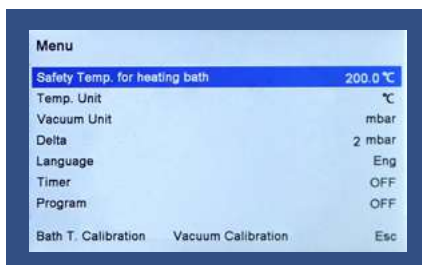 Menu
Safety Temp. for heating bath 200.0 ℃
Temp. Unit ℃
Vacuum Unit mbar
Delta 2 mbar
Language Eng
Timer OFF
Program OFF
Bath T. Calibration Vacuum Calibration Esc